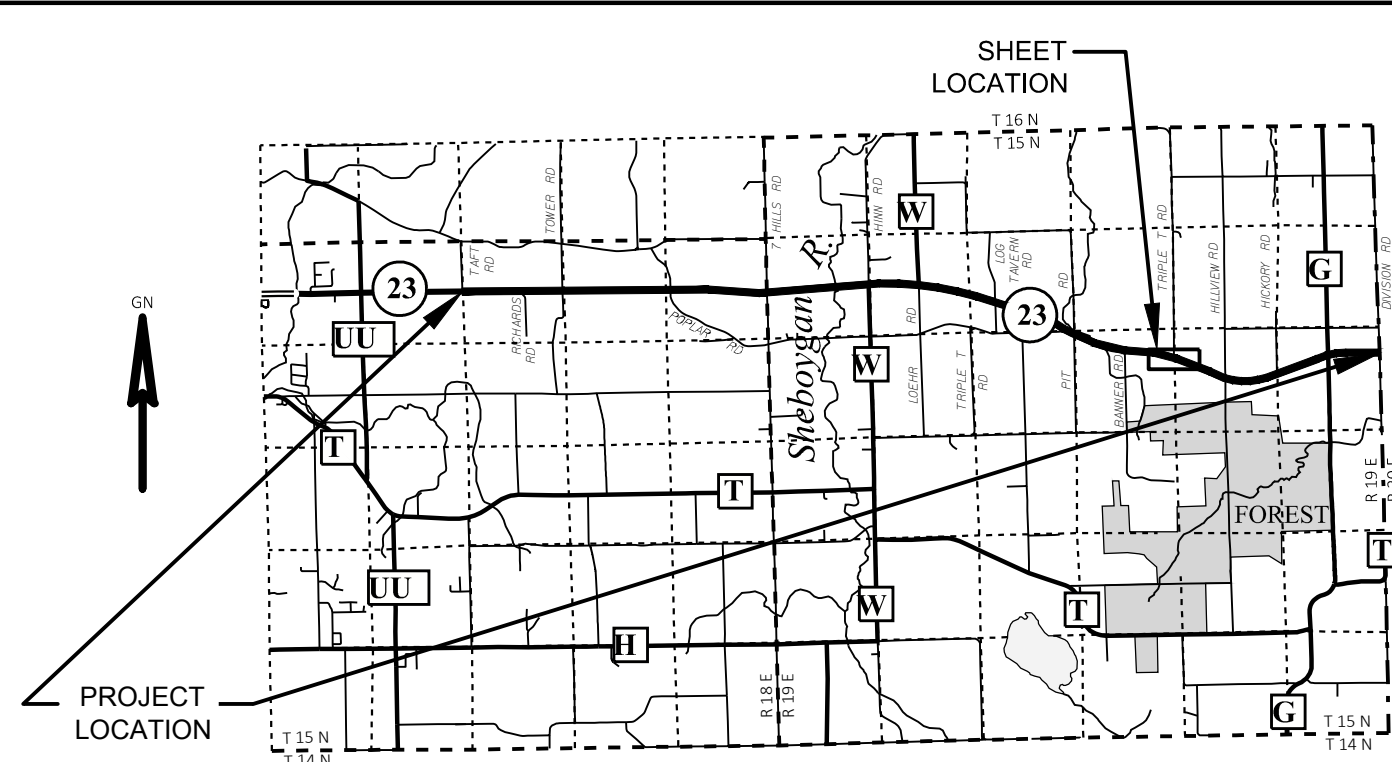 SHEET
LOCATION
T 16 N
T 15 N
GN
TAFT
RD
TOWER RD
7 HILLS RD
HINN RD
W
LOG
TAVERN
RD
TRIPLE T RD
HILLVIEW RD
HICKORY RD
G
DIVISION RD
23
UU
RICHARDS
RD
POPLAR RD
Sheboygan R.
W
LOEHR
RD
TRIPLE T
RD
23
PIT
RD
BANNER RD
T
T
R 19 E
FOREST
T
UU
W
T
H
PROJECT
LOCATION
R 18 E
R 19 E
G
T 15 N
T 14 N
T 15 N
T 14 N